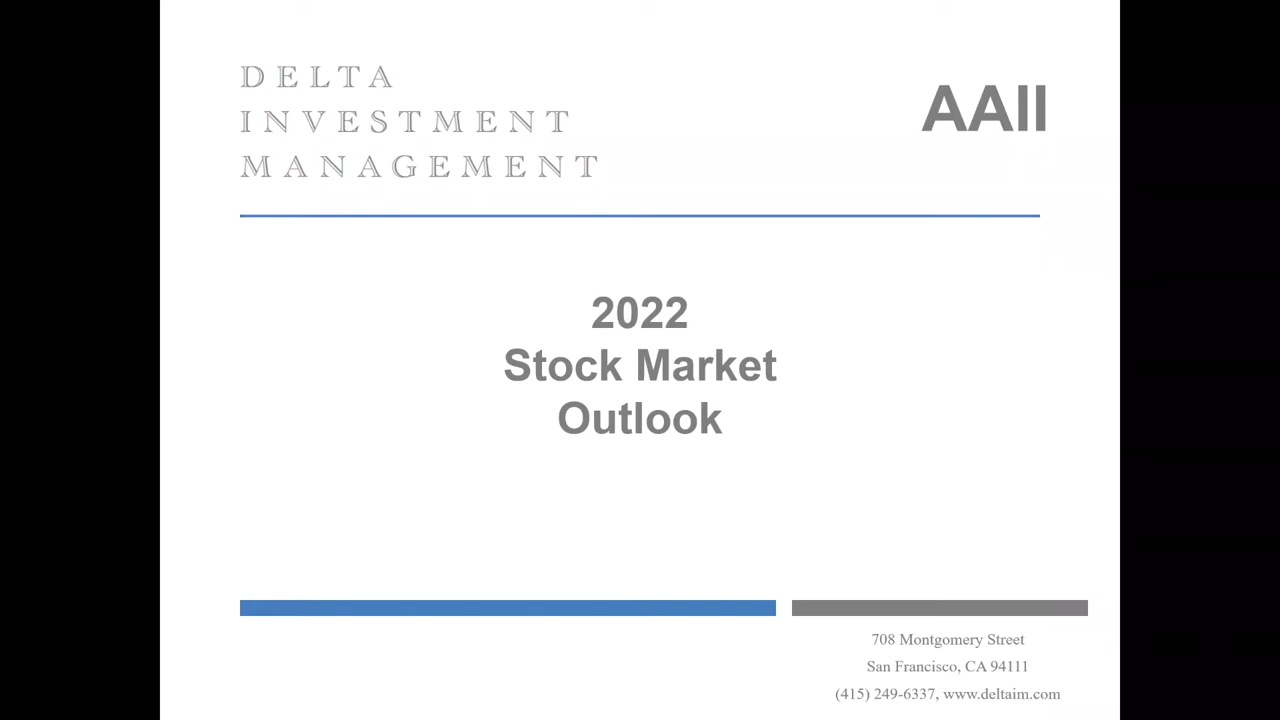 DELTA
INVESTMENT
MANAGEMENT
AAII
2022
Stock Market
Outlook
708 Montgomery Street
San Francisco, CA 94111
(415) 249-6337, www.deltaim.com